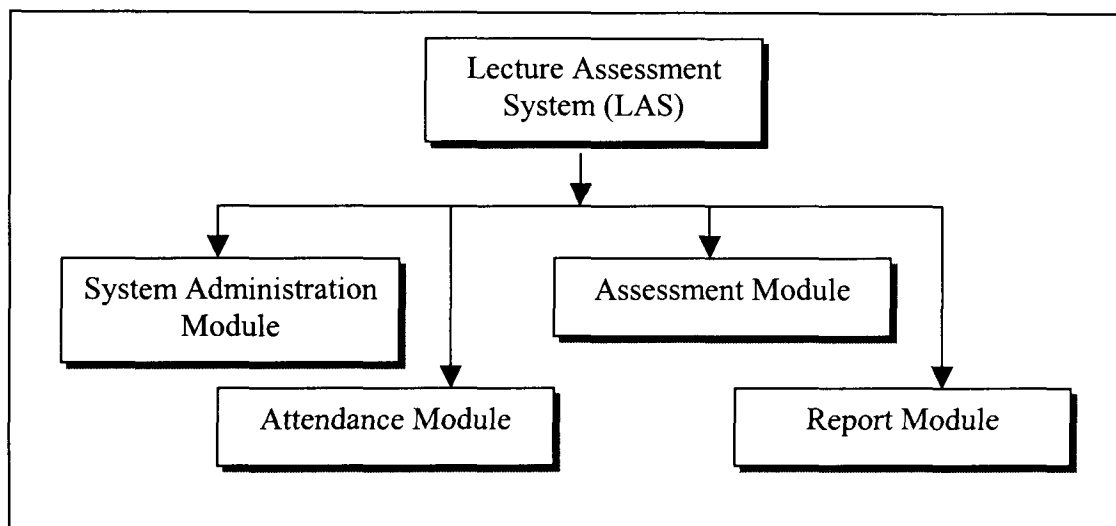 Lecture Assessment
System (LAS)
System Administration
Module
Assessment Module
Attendance Module
Report Module